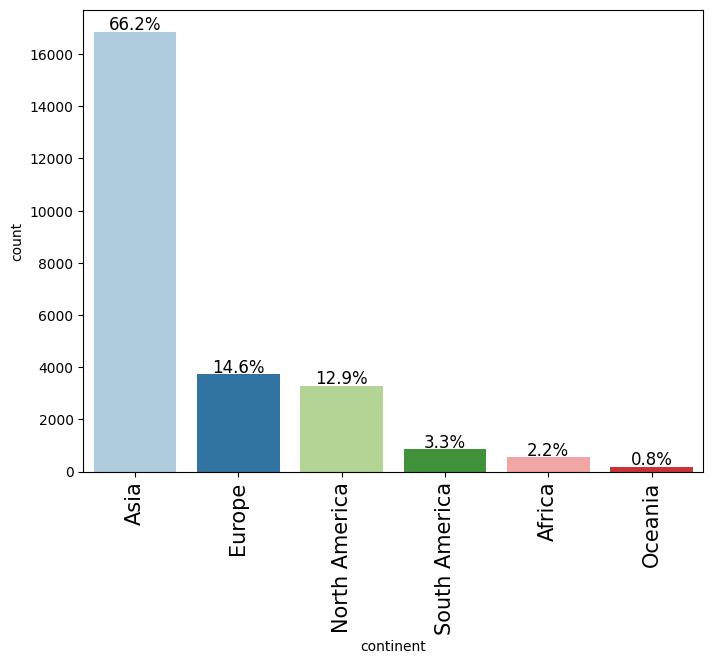 66.2%
16000
14000
12000
10000
8000
6000
4000
2000
0
count
14.6%
12.9%
3.3%
2.2%
0.8%
Asia
Europe
North America
South America
Africa
Oceania
continent